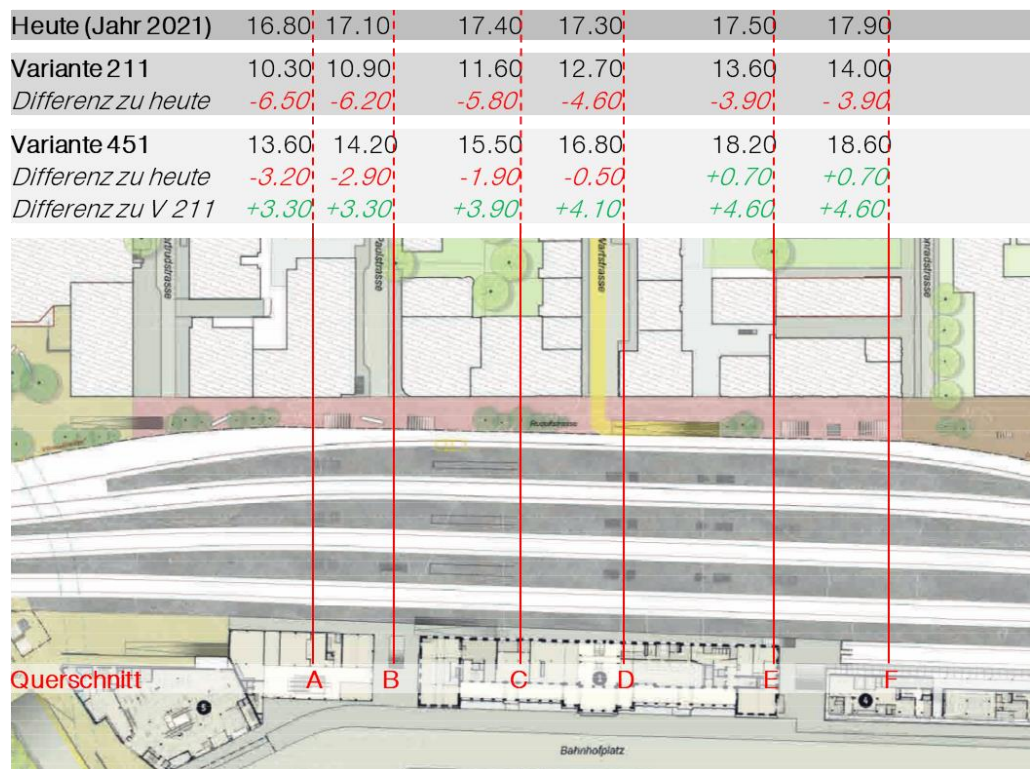 Heute (Jahr 2021) 16.80 17.10 17.40 17.30 17.50 17.90
Variante 211 10.30 10.90 11.60 12.70 13.60 14.00
Differenz zu heute -6.50 -6.20 -5.80 -4.60 -3.90 - 3.90
Variante 451 13.60 14.20 15.50 16.80 18.20 18.60
Differenz zu heute -3.20 -2.90 -1.90 -0.50 +0.70 +0.70
Differenz zu V 211 +3.30 +3.30 +3.90 +4.10 +4.60 +4.60
Paulstrasse
Rudolfstrasse
Querschnitt A B C D E F
5
4
Bahnhofplatz